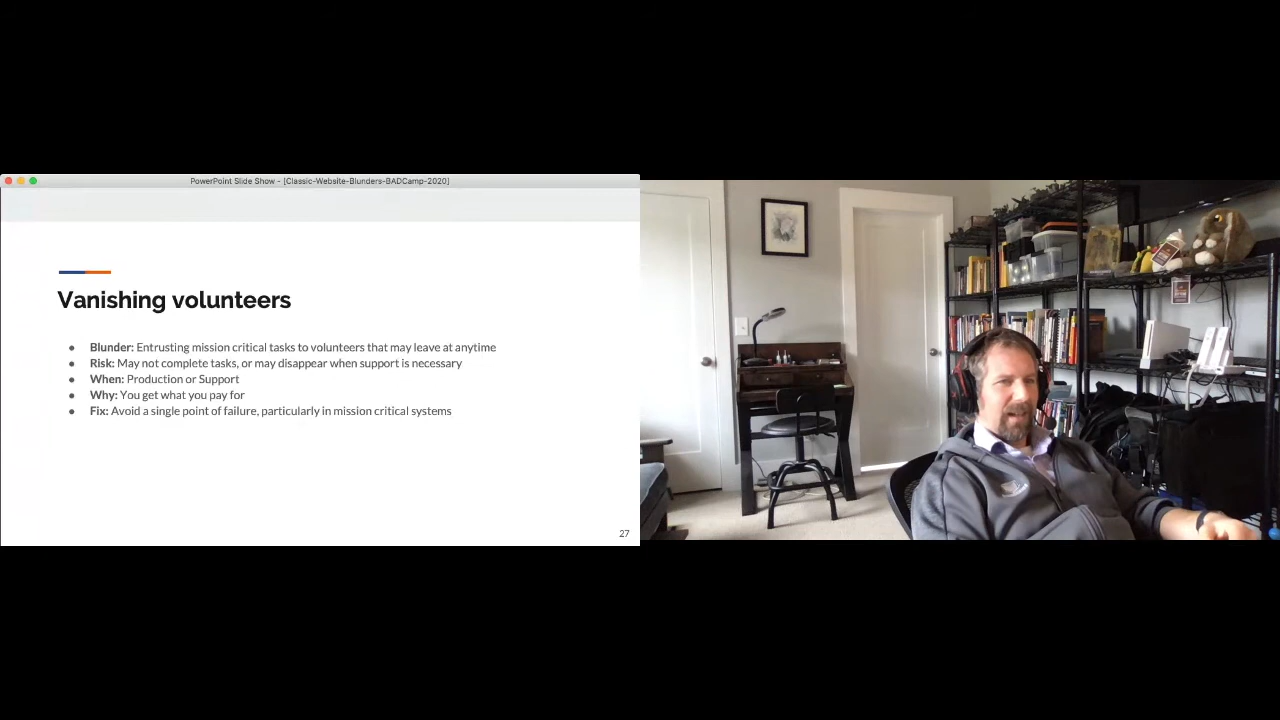 PowerPoint Slide Show - [Classic-Website-Blunders-BADCamp-2020]
Vanishing volunteers
● Blunder: Entrusting mission critical tasks to volunteers that may leave at anytime
● Risk: May not complete tasks, or may disappear when support is necessary
● When: Production or Support
● Why: You get what you pay for
● Fix: Avoid a single point of failure, particularly in mission critical systems
27